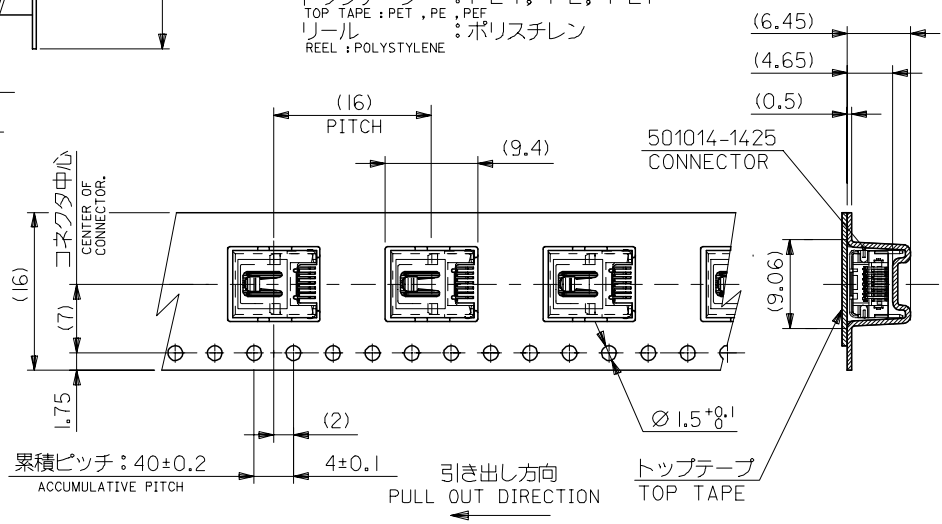 TOP TAPE : PET , PE , PEF
リール : ポリスチレン
REEL : POLYSTYLENE
(6.45)
(4.65)
(0.5)
(16)
PITCH
(9.4)
501014-1425
CONNECTOR
コネクタ中心
CENTER OF
CONNECTOR.
(16)
(7)
1.75
(9.06)
(2)
Ø 1.5 +0.1 0
累積ピッチ : 40±0.2
ACCUMULATIVE PITCH
4±0.1
引き出し方向
PULL OUT DIRECTION
トップテープ
TOP TAPE